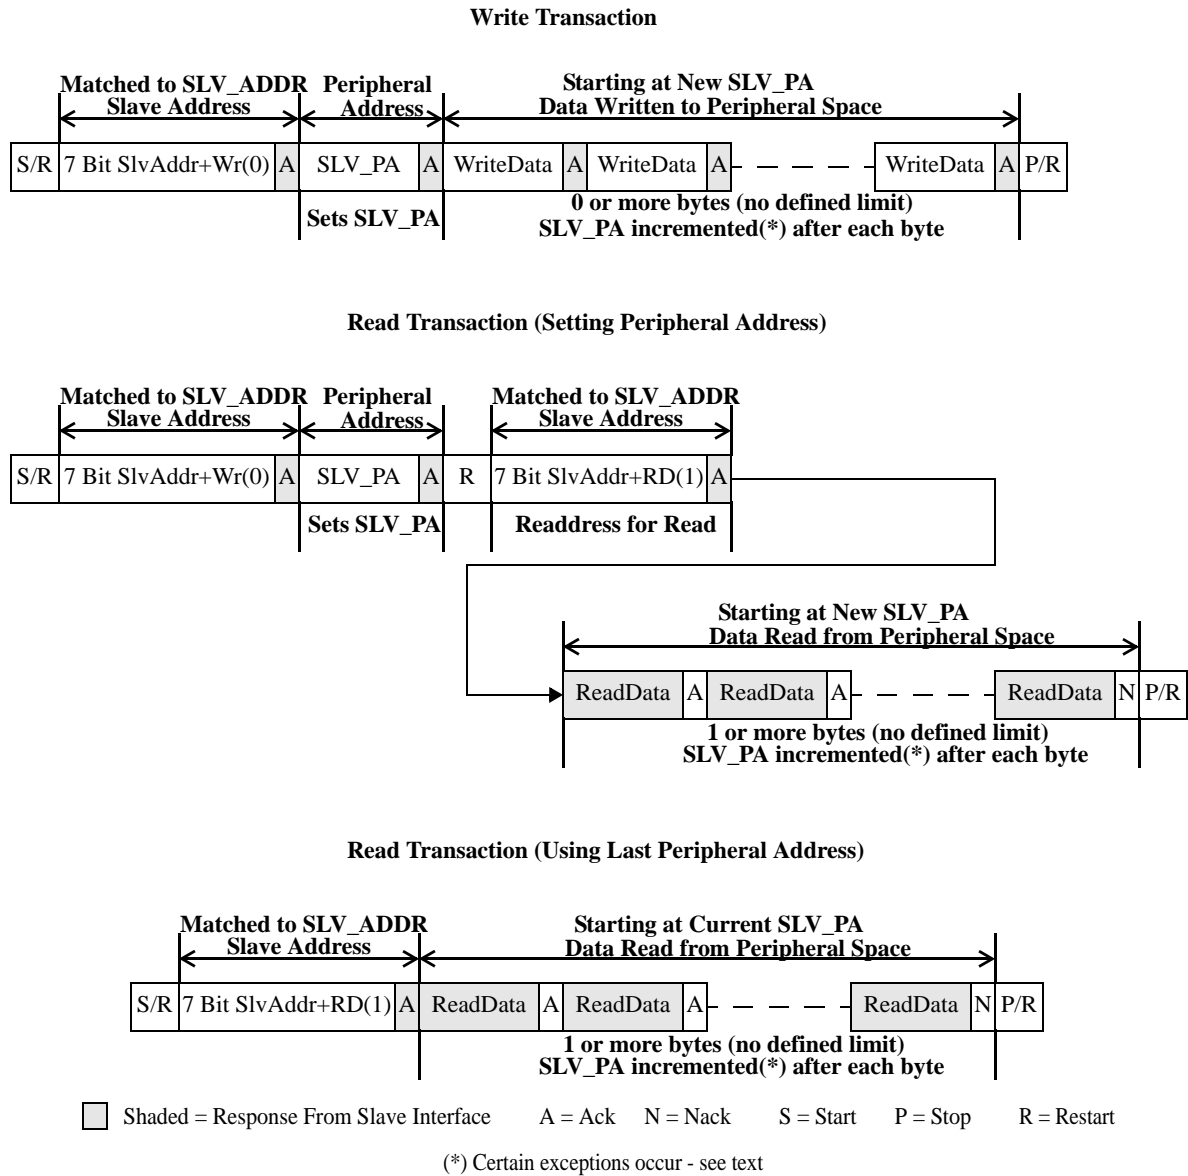 Write Transaction
Matched to SLV_ADDR Peripheral Starting at New SLV_PA
Slave Address Address Data Written to Peripheral Space
S/R 7 Bit SlvAddr+Wr(0) A SLV_PA A WriteData A WriteData A WriteData A P/R
0 or more bytes (no defined limit)
Sets SLV_PA SLV_PA incremented(*) after each byte
Read Transaction (Setting Peripheral Address)
Matched to SLV_ADDR Peripheral Matched to SLV_ADDR
Slave Address Address Slave Address
S/R 7 Bit SlvAddr+Wr(0) A SLV_PA A R 7 Bit SlvAddr+RD(1) A
Sets SLV_PA Readdress for Read
Starting at New SLV_PA
Data Read from Peripheral Space
ReadData A ReadData A ReadData N P/R
1 or more bytes (no defined limit)
SLV_PA incremented(*) after each byte
Read Transaction (Using Last Peripheral Address)
Matched to SLV_ADDR Starting at Current SLV_PA
Slave Address Data Read from Peripheral Space
S/R 7 Bit SlvAddr+RD(1) A ReadData A ReadData A ReadData N P/R
1 or more bytes (no defined limit)
SLV_PA incremented(*) after each byte
Shaded = Response From Slave Interface A = Ack N = Nack S = Start P = Stop R = Restart
(*) Certain exceptions occur - see text